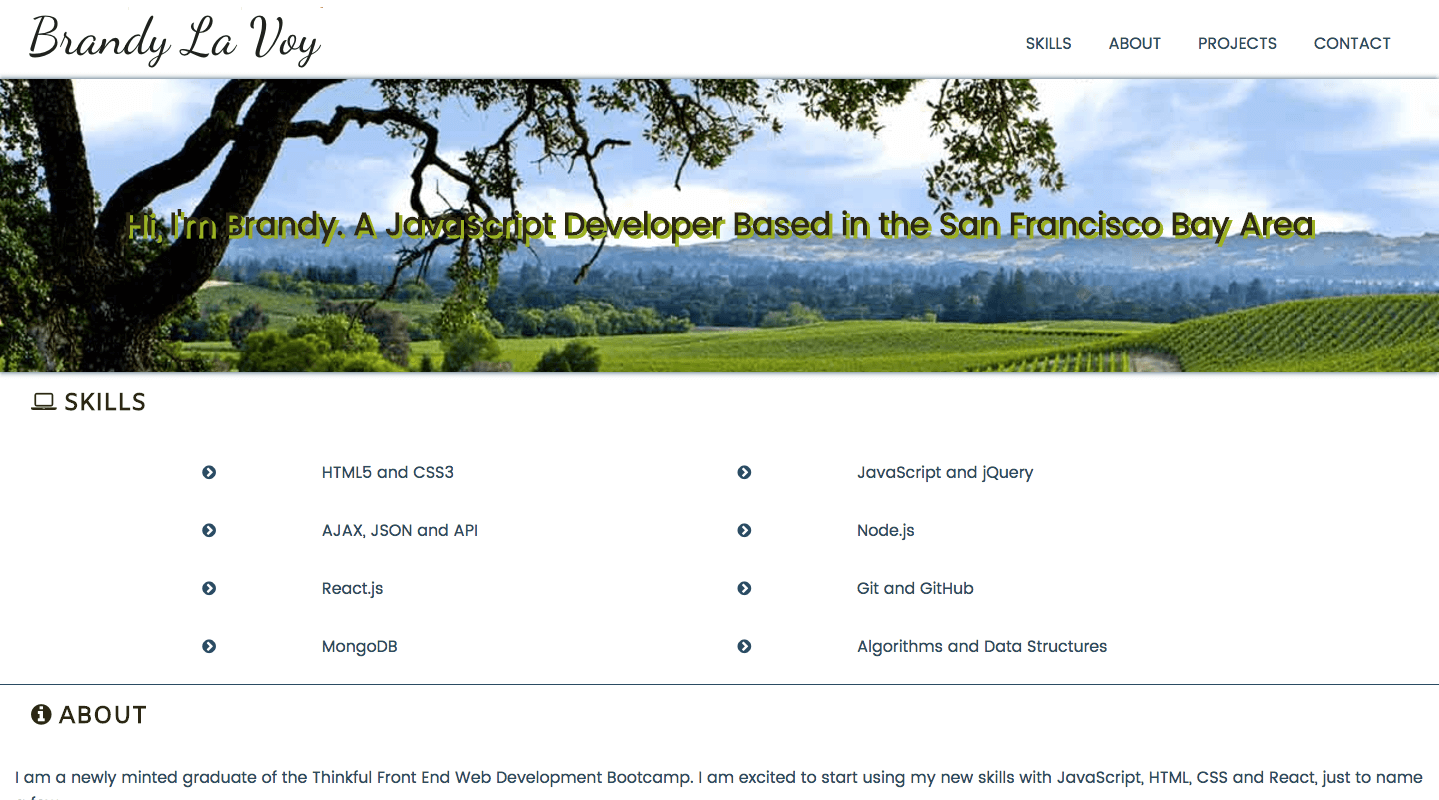 Brandy La Voy
SKILLS ABOUT PROJECTS CONTACT
Hi, I'm Brandy. A JavaScript Developer Based in the San Francisco Bay Area
SKILLS
HTML5 and CSS3
JavaScript and jQuery
AJAX, JSON and API
Node.js
React.js
Git and GitHub
MongoDB
Algorithms and Data Structures
ABOUT
I am a newly minted graduate of the Thinkful Front End Web Development Bootcamp. I am excited to start using my new skills with JavaScript, HTML, CSS and React, just to name